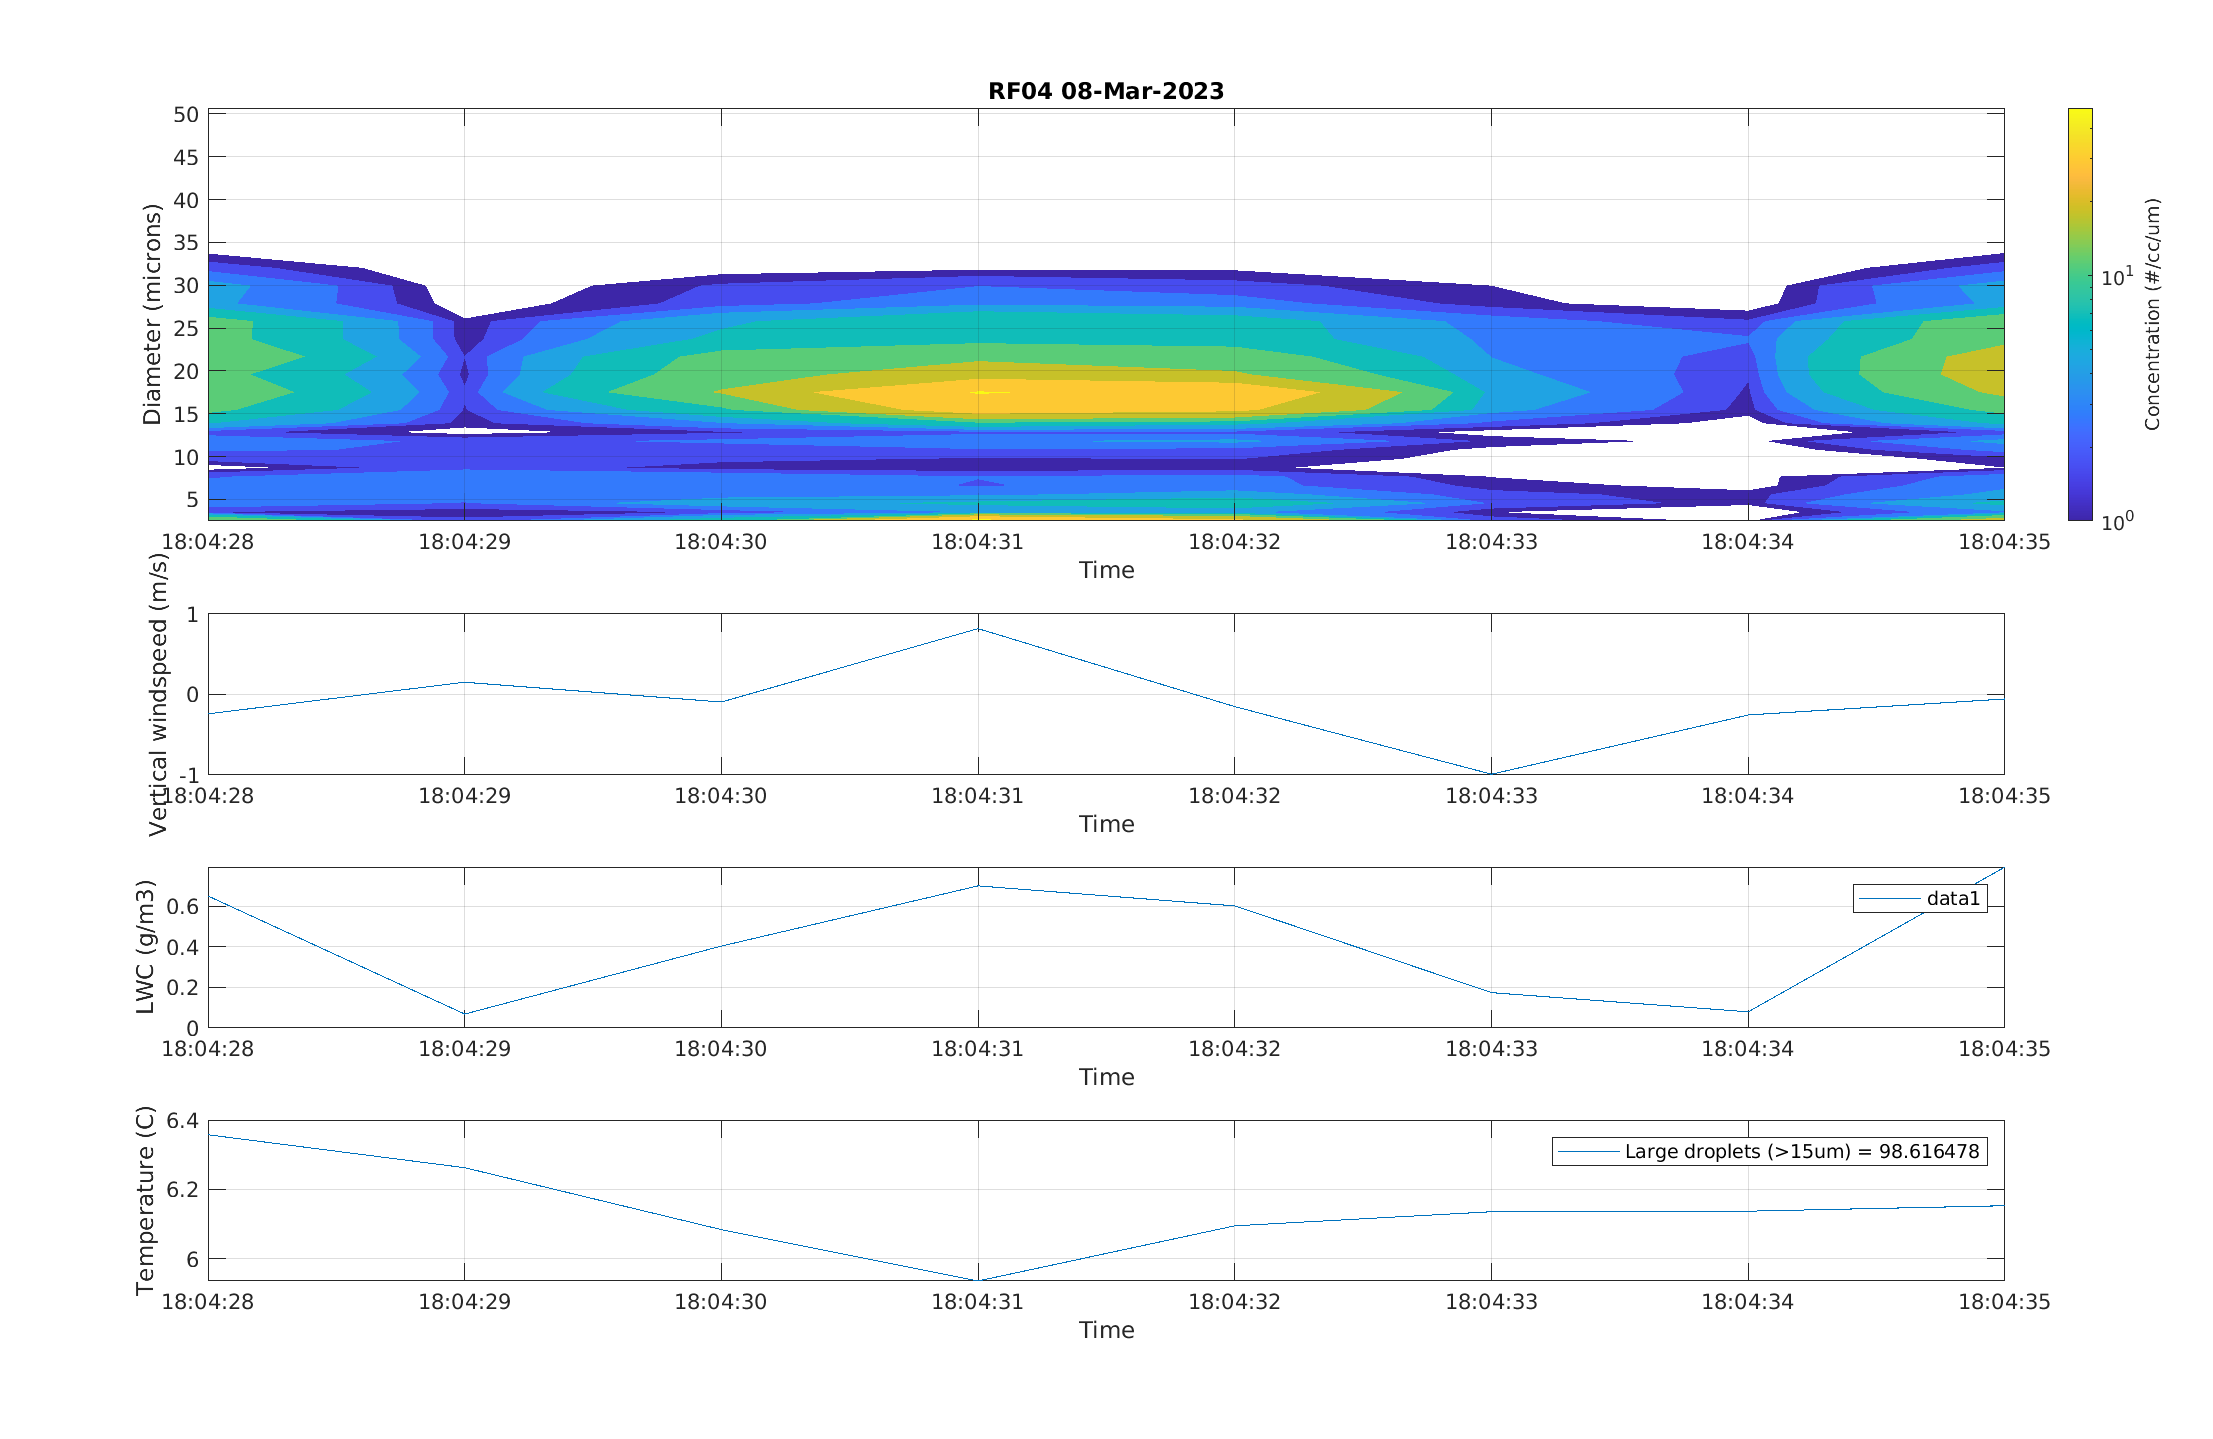 RF04 08-Mar-2023
Diameter (microns)
50
45
40
35
30
25
20
15
10
5
18:04:28 18:04:29 18:04:30 18:04:31 18:04:32 18:04:33 18:04:34 18:04:35
Time
10^1
10^0
Concentration (#/cc/um)
Vertical windspeed (m/s)
1
0
-1
18:04:28 18:04:29 18:04:30 18:04:31 18:04:32 18:04:33 18:04:34 18:04:35
Time
LWC (g/m3)
0.6
0.4
0.2
0
data1
18:04:28 18:04:29 18:04:30 18:04:31 18:04:32 18:04:33 18:04:34 18:04:35
Time
Temperature (C)
6.4
6.2
6
Large droplets (>15um) = 98.616478
18:04:28 18:04:29 18:04:30 18:04:31 18:04:32 18:04:33 18:04:34 18:04:35
Time